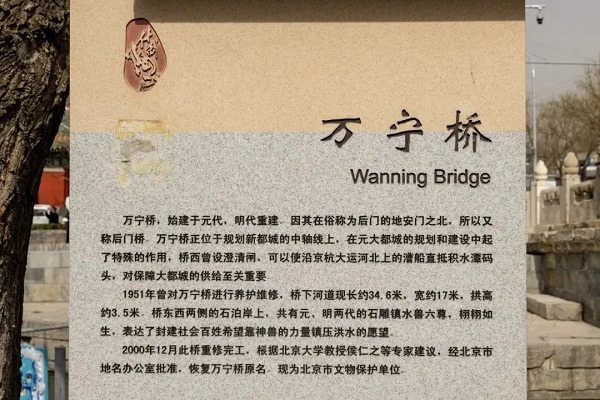 万宁桥
Wanning Bridge
万宁桥，始建于元代，明代重建。因其在俗称为后门的地安门之北，所以又
称后门桥。万宁桥正位于规划新都城的中轴线上，在元大都城的规划和建设中起
了特殊的作用，桥西曾设澄清闸，可以使沿京杭大运河北上的漕船直抵积水潭码
头，对保障大都城的供给至关重要。
1951年曾对万宁桥进行养护维修，桥下河道现长约34.6米，宽约17米，拱高
约3.5米。桥东西两侧的石泊岸上，共有元、明两代的石雕镇水兽六尊，栩栩如
生，表达了封建社会百姓希望靠神兽的力量镇压洪水的愿望。
2000年12月此桥重修完工，根据北京大学教授侯仁之等专家建议，经北京市
地名办公室批准，恢复万宁桥原名。现为北京市文物保护单位。